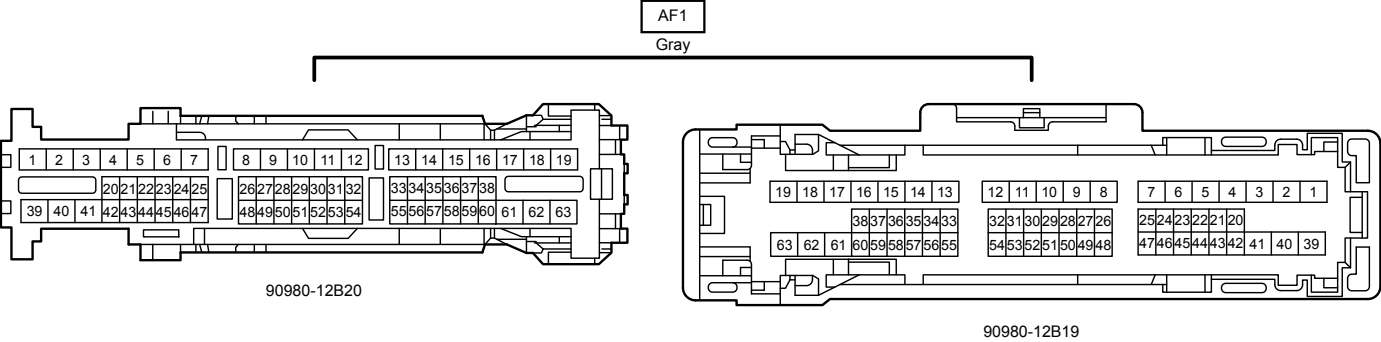 AF1
Gray
1 2 3 4 5 6 7 8 9 10 11 12 13 14 15 16 17 18 19
20 21 22 23 24 25 26 27 28 29 30 31 32 33 34 35 36 37 38
39 40 41 42 43 44 45 46 47 48 49 50 51 52 53 54 55 56 57 58 59 60 61 62 63
90980-12B20
19 18 17 16 15 14 13 12 11 10 9 8 7 6 5 4 3 2 1
38 37 36 35 34 33 32 31 30 29 28 27 26 25 24 23 22 21 20
63 62 61 60 59 58 57 56 55 54 53 52 51 50 49 48 47 46 45 44 43 42 41 40 39
90980-12B19